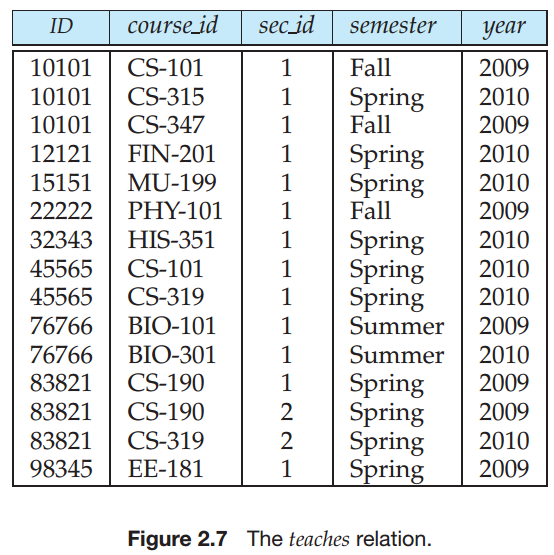 ID course_id sec_id semester year
10101 CS-101 1 Fall 2009
10101 CS-315 1 Spring 2010
10101 CS-347 1 Fall 2009
12121 FIN-201 1 Spring 2010
15151 MU-199 1 Spring 2010
22222 PHY-101 1 Fall 2009
32343 HIS-351 1 Spring 2010
45565 CS-101 1 Spring 2010
45565 CS-319 1 Spring 2010
76766 BIO-101 1 Summer 2009
76766 BIO-301 1 Summer 2010
83821 CS-190 1 Spring 2009
83821 CS-190 2 Spring 2009
83821 CS-319 2 Spring 2010
98345 EE-181 1 Spring 2009
Figure 2.7 The teaches relation.